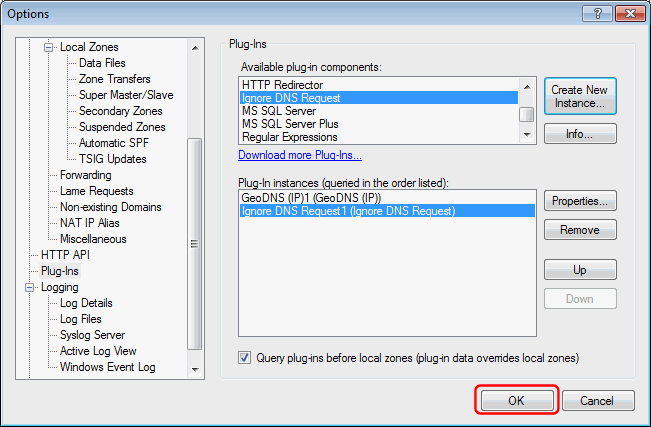 Options
Local Zones
Data Files
Zone Transfers
Super Master/Slave
Secondary Zones
Suspended Zones
Automatic SPF
TSIG Updates
Forwarding
Lame Requests
Non-existing Domains
NAT IP Alias
Miscellaneous
HTTP API
Plug-Ins
Logging
Log Details
Log Files
Syslog Server
Active Log View
Windows Event Log
Plug-Ins
Available plug-in components:
HTTP Redirector
Ignore DNS Request
MS SQL Server
MS SQL Server Plus
Regular Expressions
Create New
Instance...
Info...
Download more Plug-Ins...
Plug-In instances (queried in the order listed):
GeoDNS (IP)1 (GeoDNS (IP))
Ignore DNS Request1 (Ignore DNS Request)
Properties...
Remove
Up
Down
Query plug-ins before local zones (plug-in data overrides local zones)
OK
Cancel